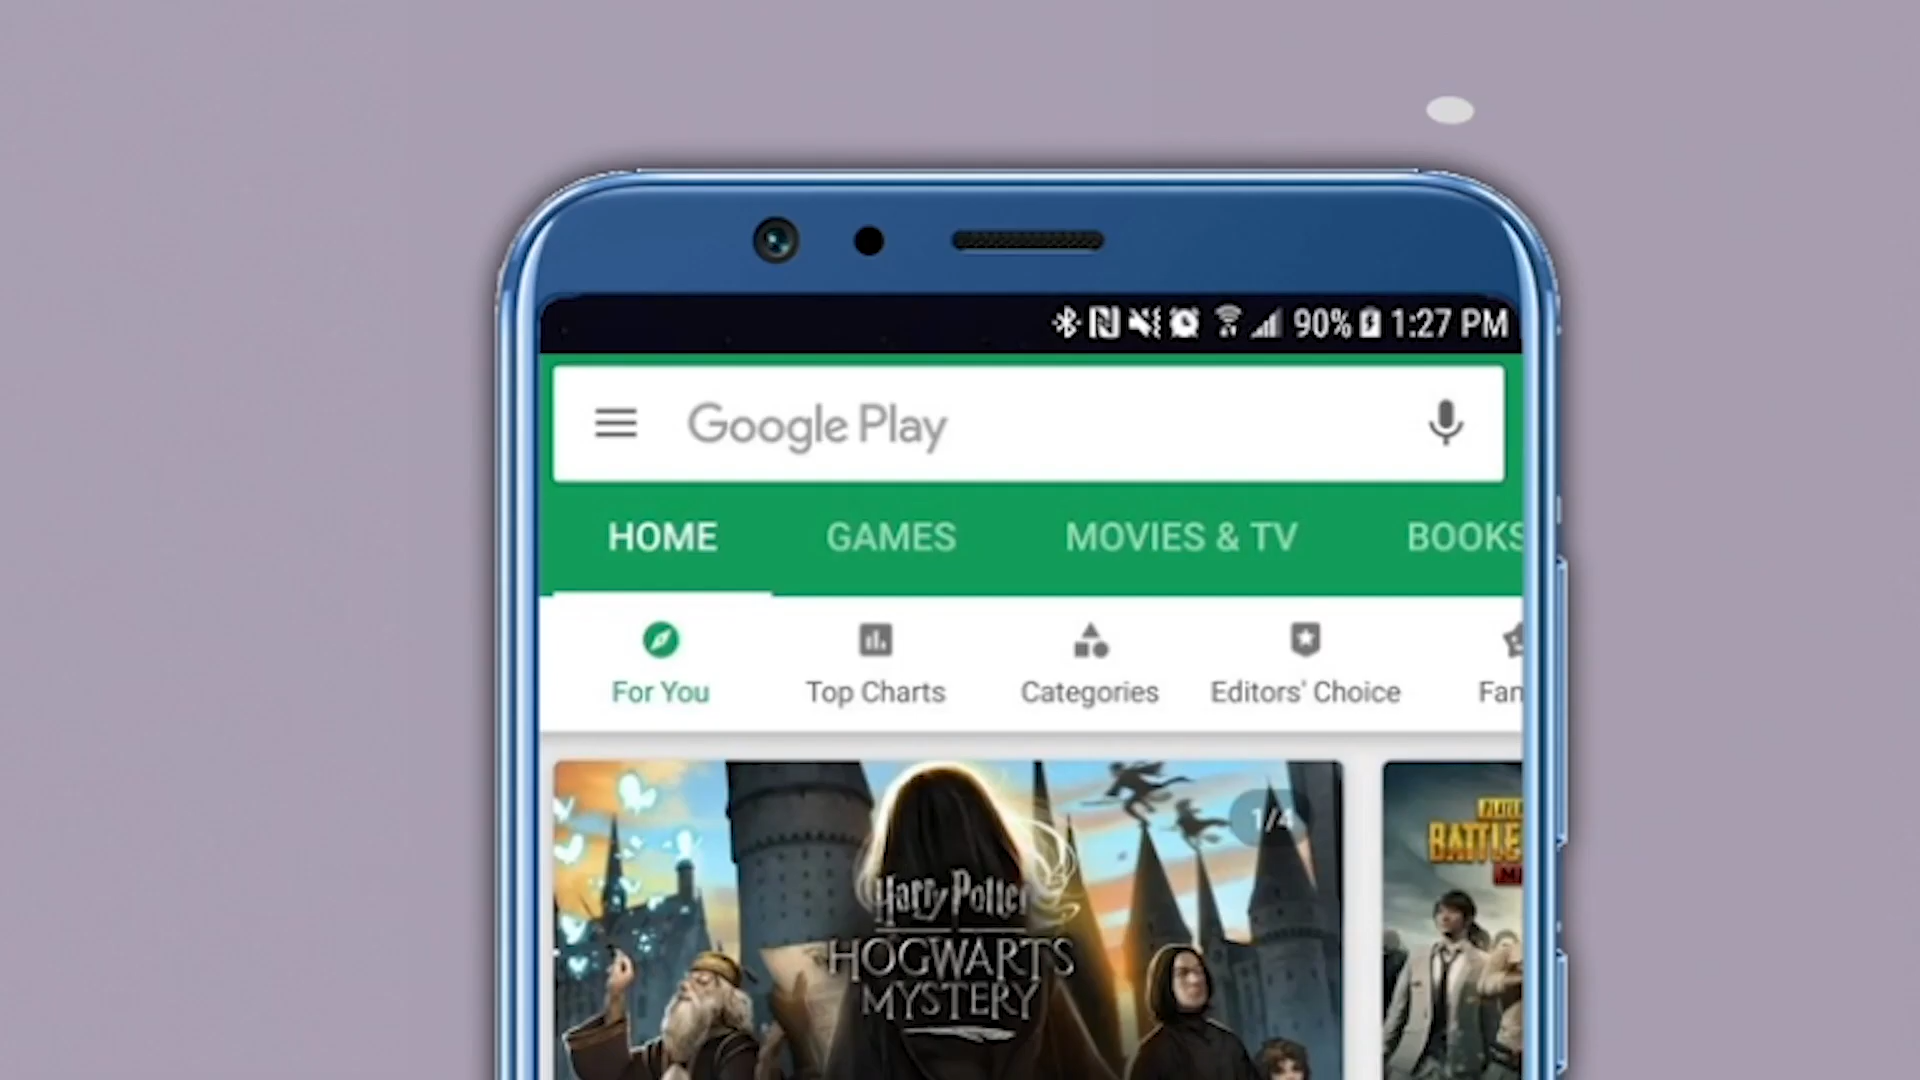 90% 1:27 PM
Google Play
HOME GAMES MOVIES & TV BOOKS
For You Top Charts Categories Editors' Choice Fan
1/4
Harry Potter
HOGWARTS
MYSTERY
BATTLE